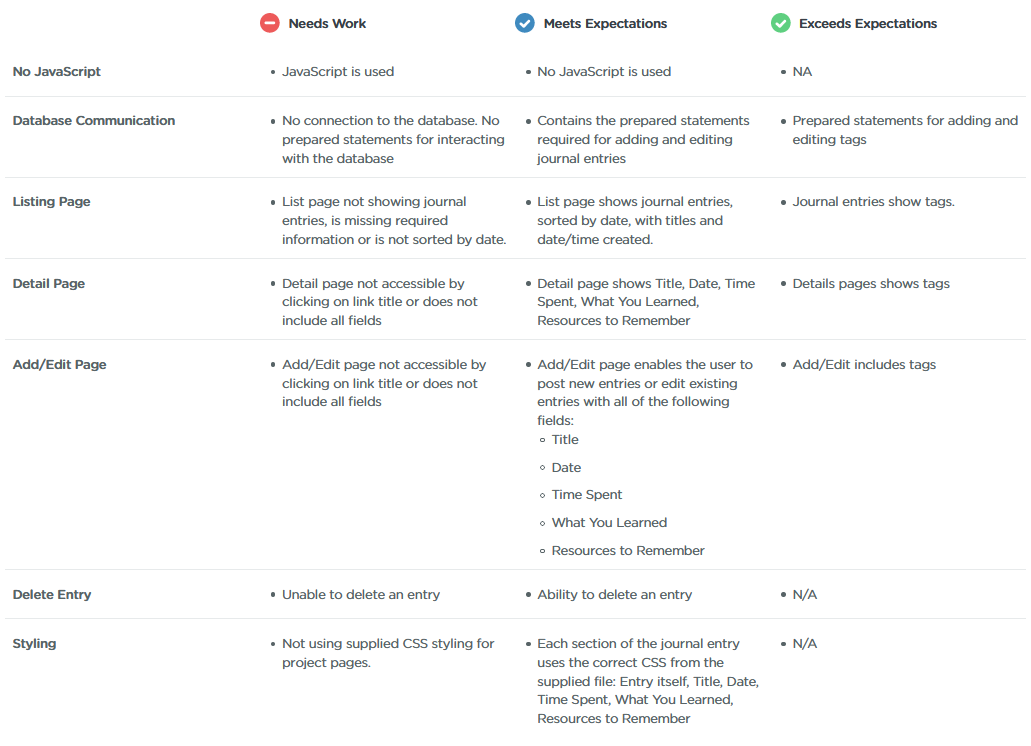 Needs Work
Meets Expectations
Exceeds Expectations
No JavaScript
JavaScript is used
No JavaScript is used
NA
Database Communication
No connection to the database. No
prepared statements for interacting
with the database
Contains the prepared statements
required for adding and editing
journal entries
Prepared statements for adding and
editing tags
Listing Page
List page not showing journal
entries, is missing required
information or is not sorted by date.
List page shows journal entries,
sorted by date, with titles and
date/time created.
Journal entries show tags.
Detail Page
Detail page not accessible by
clicking on link title or does not
include all fields
Detail page shows Title, Date, Time
Spent, What You Learned,
Resources to Remember
Details pages shows tags
Add/Edit Page
Add/Edit page not accessible by
clicking on link title or does not
include all fields
Add/Edit page enables the user to
post new entries or edit existing
entries with all of the following
fields:
Title
Date
Time Spent
What You Learned
Resources to Remember
Add/Edit includes tags
Delete Entry
Unable to delete an entry
Ability to delete an entry
N/A
Styling
Not using supplied CSS styling for
project pages.
Each section of the journal entry
uses the correct CSS from the
supplied file: Entry itself, Title, Date,
Time Spent, What You Learned,
Resources to Remember
N/A